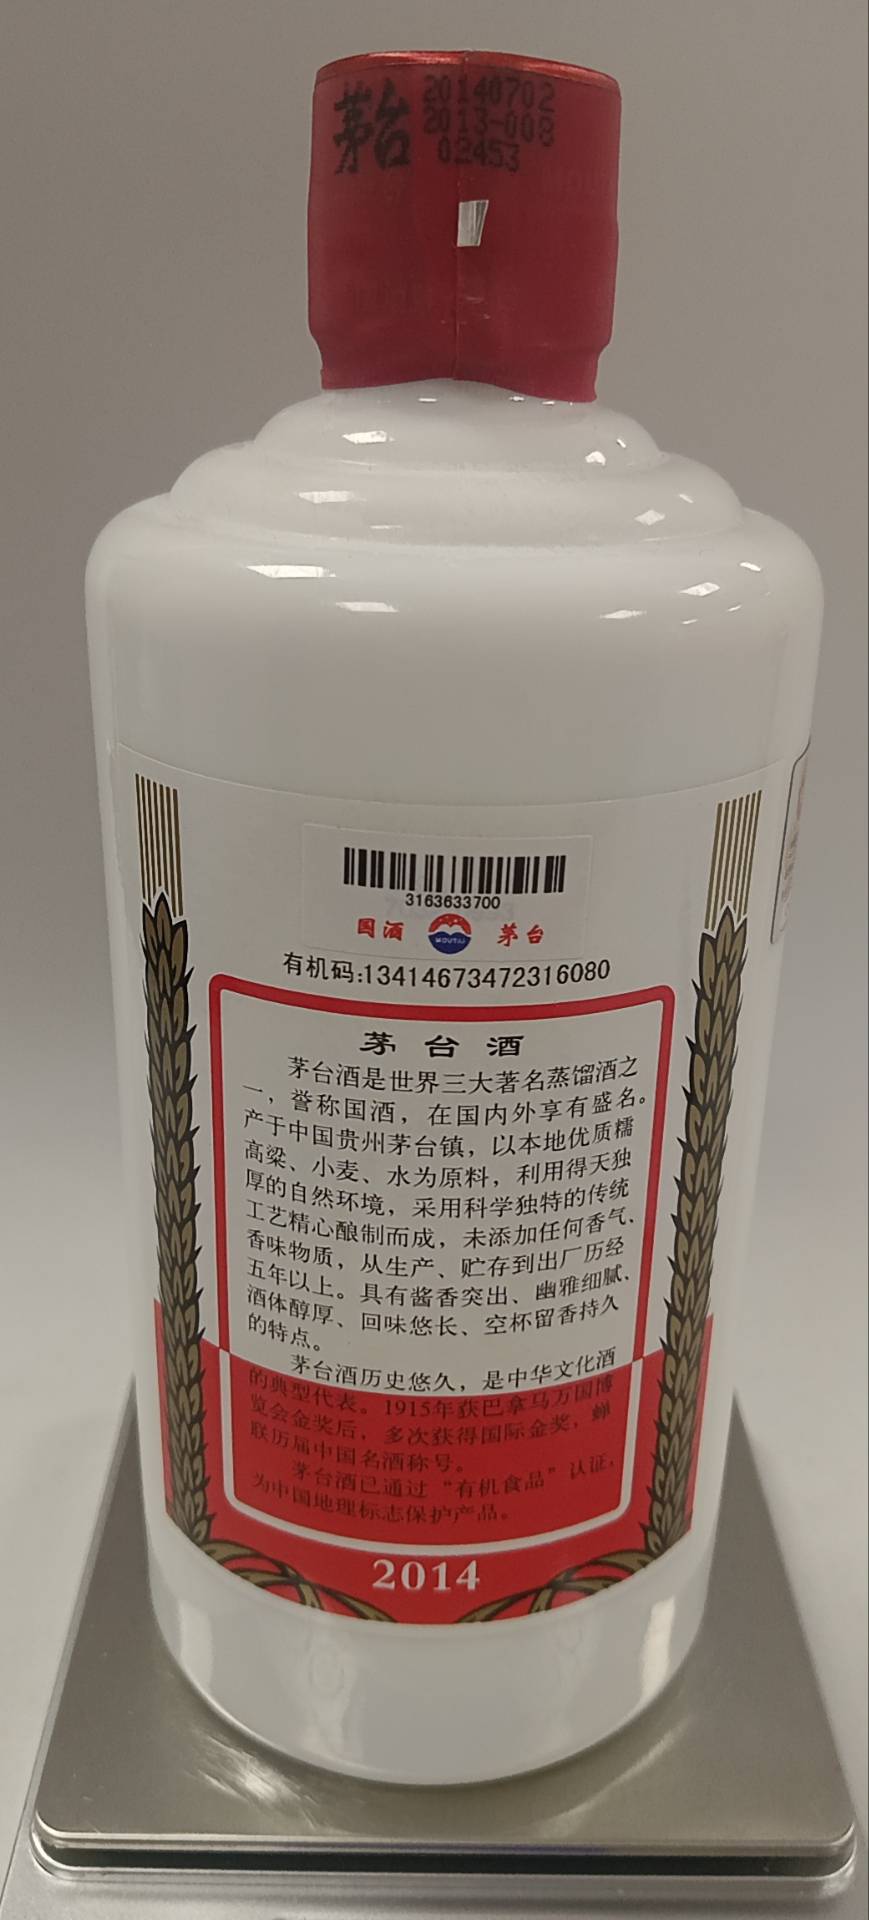 茅台
20140702
2013-008
02453
3163633700
国酒
MOUTAI
茅台
有机码:13414673472316080
茅台酒
茅台酒是世界三大著名蒸馏酒之
一，誉称国酒，在国内外享有盛名。
产于中国贵州茅台镇，以本地优质糯
高粱、小麦、水为原料，利用得天独
厚的自然环境，采用科学独特的传统
工艺精心酿制而成，未添加任何香气、
香味物质，从生产、贮存到出厂历经
五年以上。具有酱香突出、幽雅细腻、
酒体醇厚、回味悠长、空杯留香持久
的特点。
茅台酒历史悠久，是中华文化酒
的典型代表。1915年获巴拿马万国博
览会金奖后，多次获得国际金奖，蝉
联历届中国名酒称号。
茅台酒已通过“有机食品”认证，
为中国地理标志保护产品。
2014